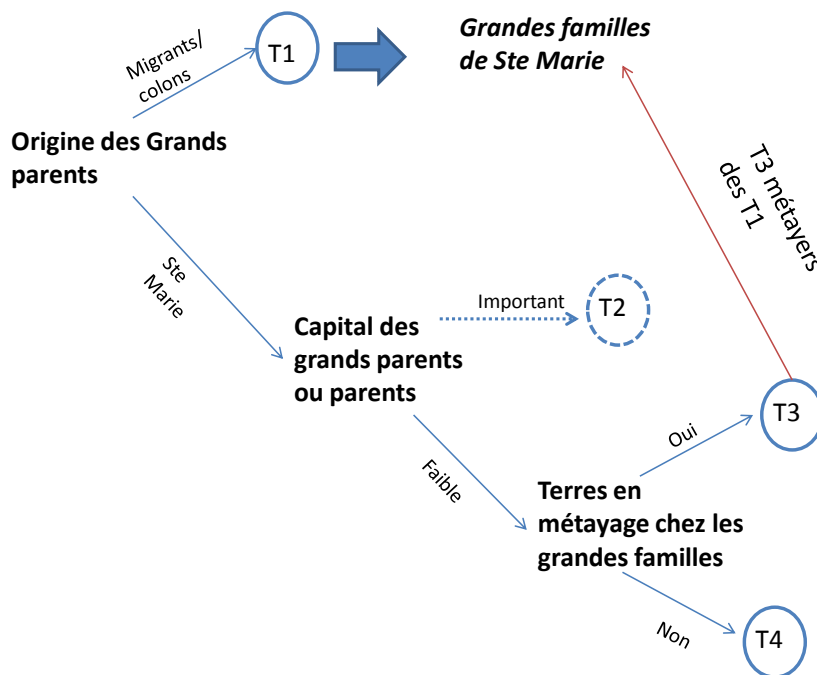 Migrants/
colons
T1
Grandes familles
de Ste Marie
Origine des Grands
parents
T3 métayers
des T1
Ste
Marie
Important
T2
Capital des
grands parents
ou parents
T3
Oui
Faible
Terres en
métayage chez les
grandes familles
Non
T4